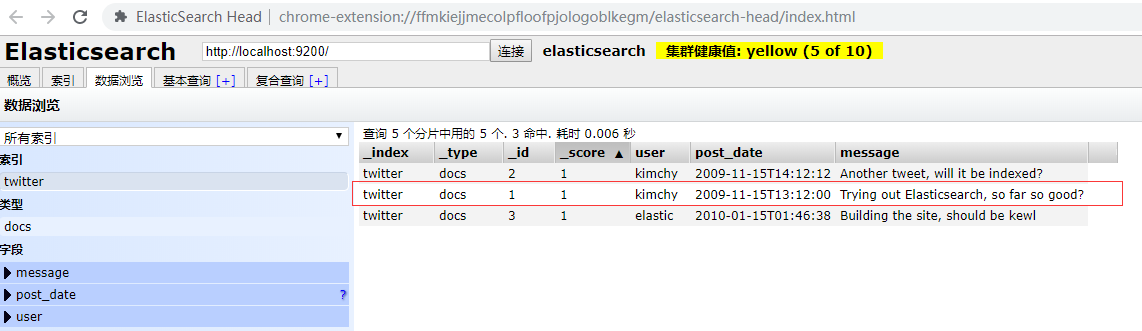 ElasticSearch Head | chrome-extension://ffmkiejjmecolpfloofpjologoblkegm/elasticsearch-head/index.html
Elasticsearch http://localhost:9200/ 连接 elasticsearch 集群健康值: yellow (5 of 10)
概览 索引 数据浏览 基本查询 [+] 复合查询 [+]
数据浏览
所有索引
索引
twitter
类型
docs
字段
message
post_date ?
user
查询 5 个分片中用的 5 个. 3 命中. 耗时 0.006 秒
_index _type _id _score ▲ user post_date message
twitter docs 2 1 kimchy 2009-11-15T14:12:12 Another tweet, will it be indexed?
twitter docs 1 1 kimchy 2009-11-15T13:12:00 Trying out Elasticsearch, so far so good?
twitter docs 3 1 elastic 2010-01-15T01:46:38 Building the site, should be kewl